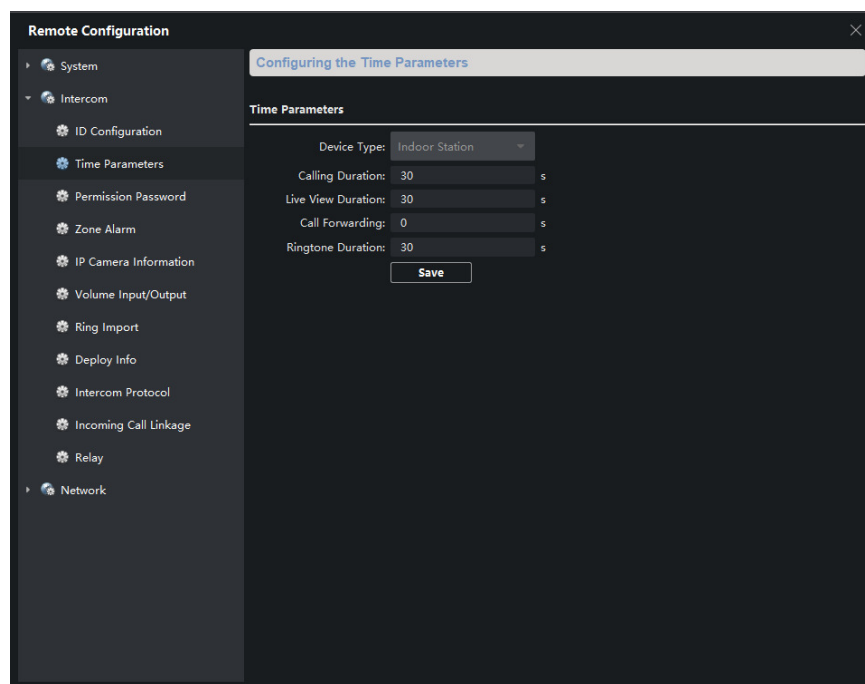 Remote Configuration
System
Intercom
ID Configuration
Time Parameters
Permission Password
Zone Alarm
IP Camera Information
Volume Input/Output
Ring Import
Deploy Info
Intercom Protocol
Incoming Call Linkage
Relay
Network
Configuring the Time Parameters
Time Parameters
Device Type: Indoor Station
Calling Duration: 30 s
Live View Duration: 30 s
Call Forwarding: 0 s
Ringtone Duration: 30 s
Save